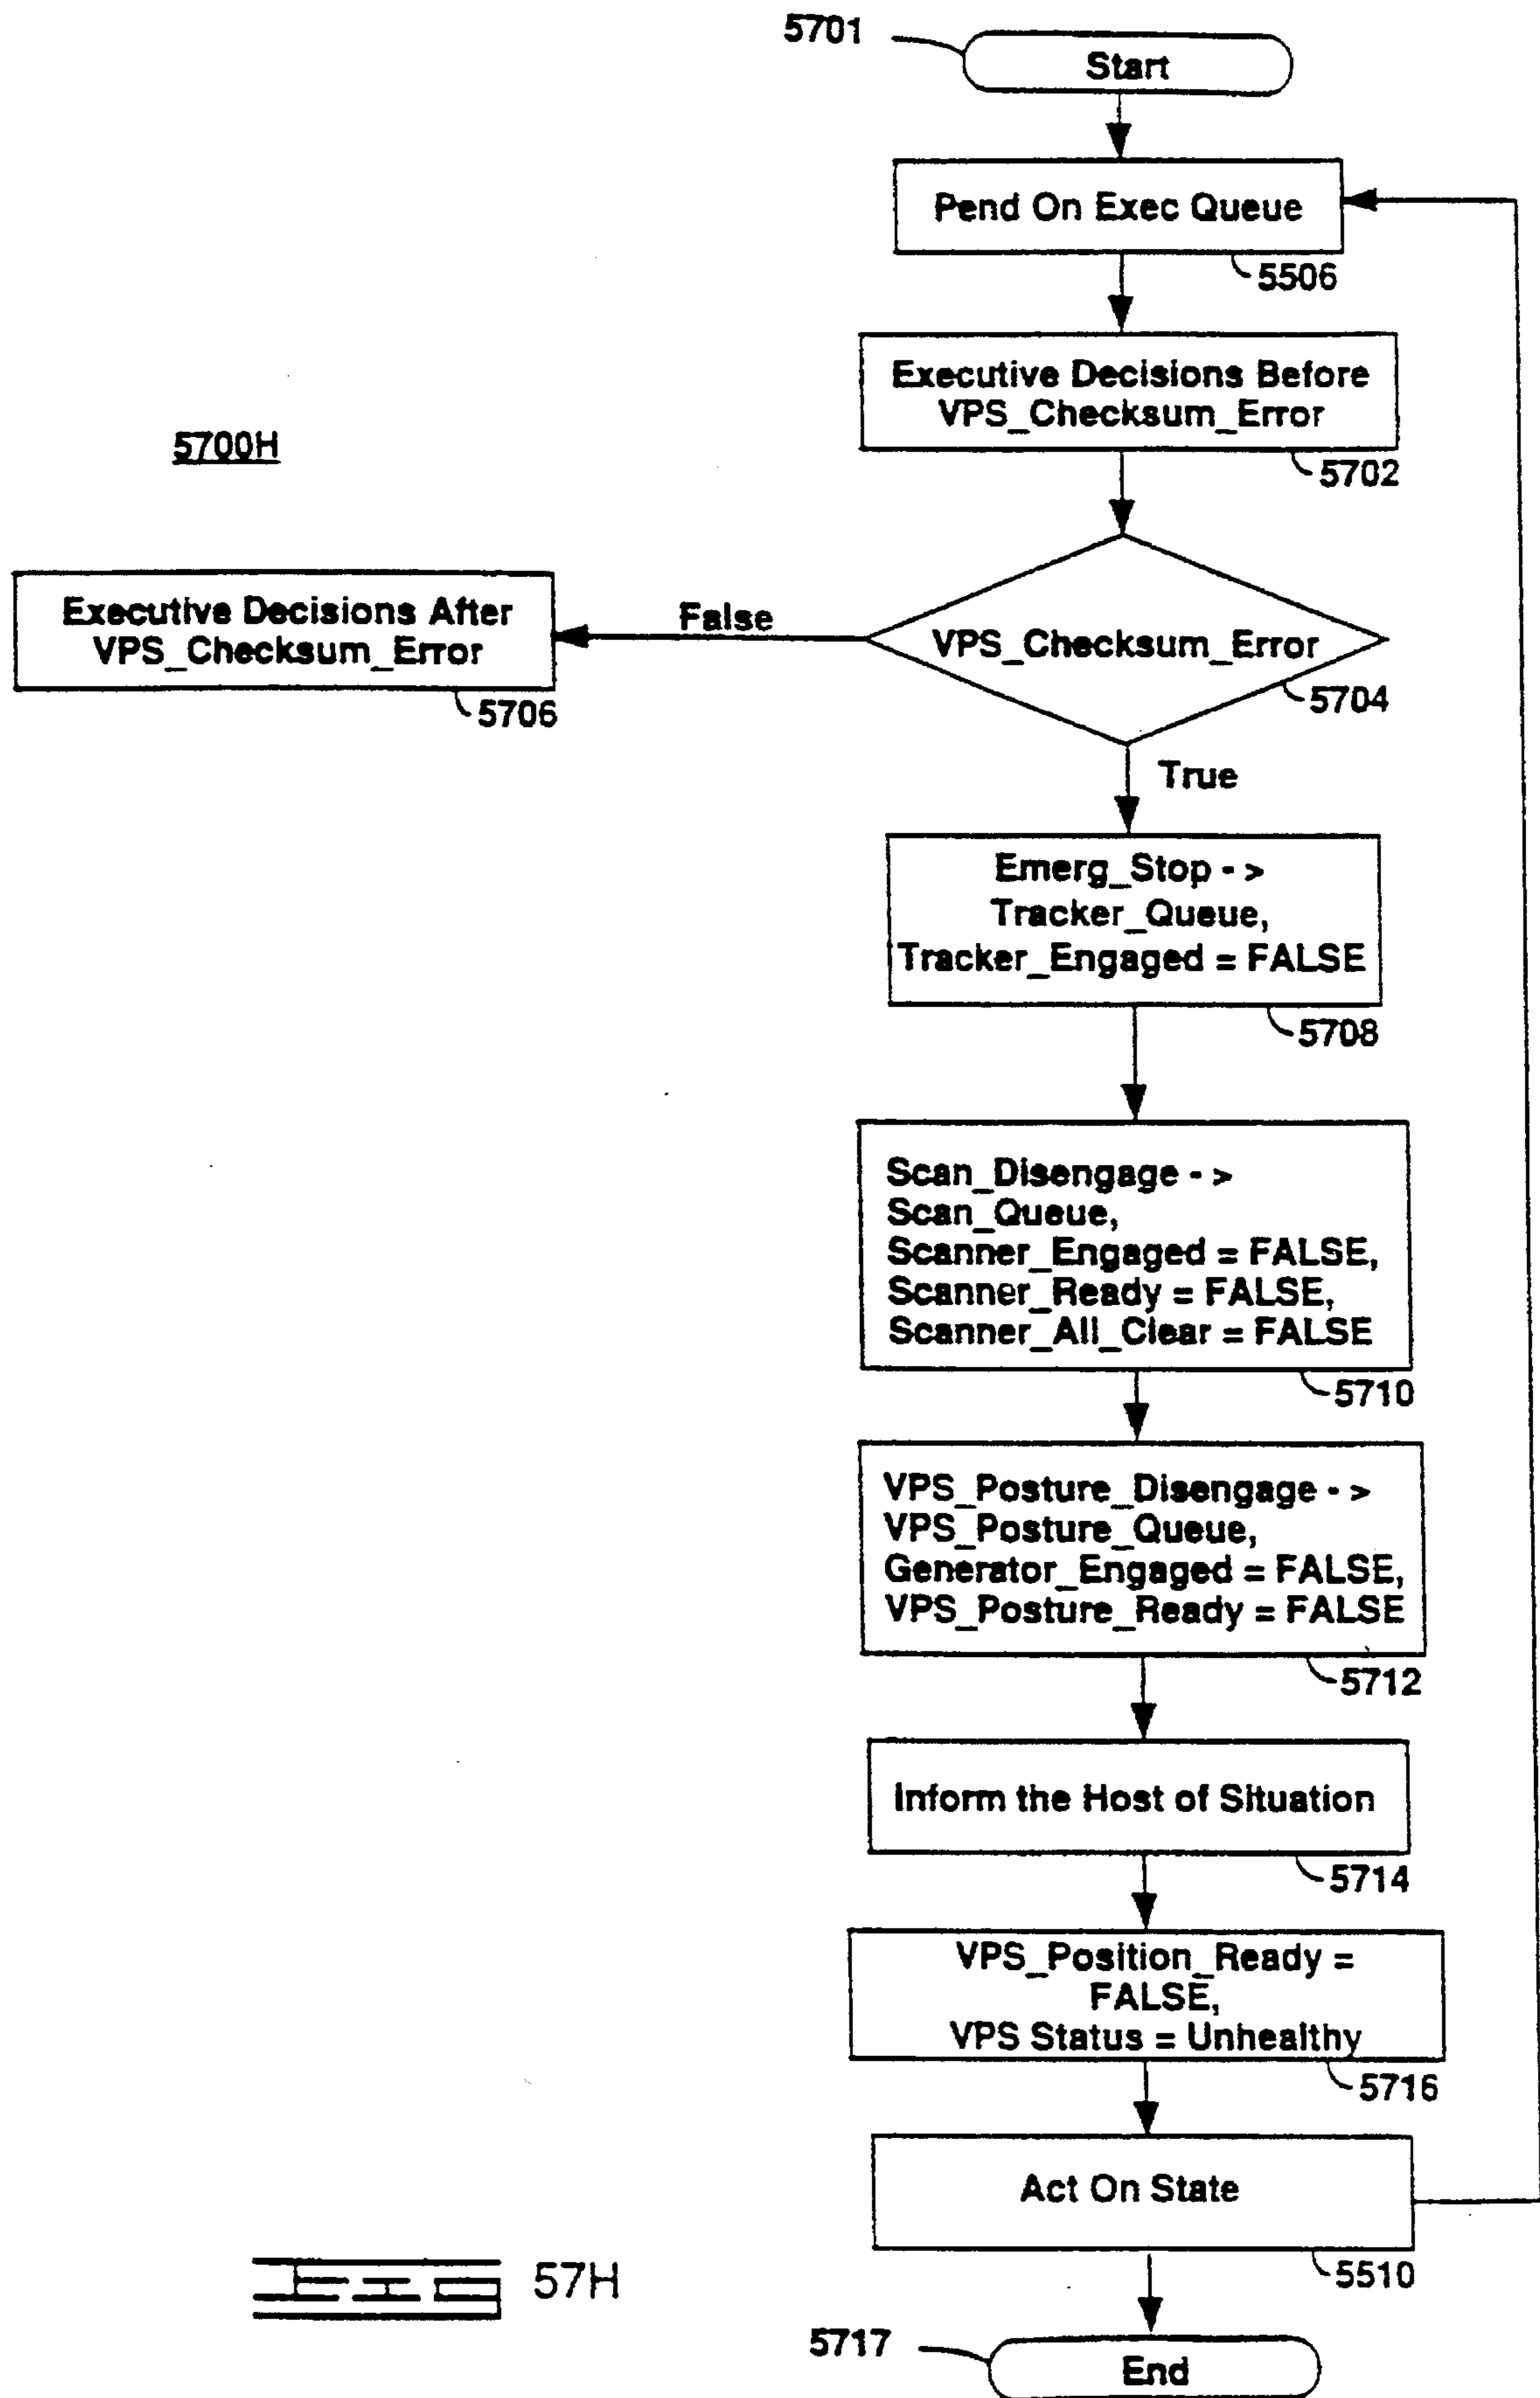 5701
Start
Pend On Exec Queue
5506
Executive Decisions Before
VPS_Checksum_Error
5702
5700H
Executive Decisions After
VPS_Checksum_Error
5706
False
VPS_Checksum_Error
5704
True
Emerg_Stop - >
Tracker_Queue,
Tracker_Engaged = FALSE
5708
Scan_Disengage - >
Scan_Queue,
Scanner_Engaged = FALSE,
Scanner_Ready = FALSE,
Scanner_All_Clear = FALSE
5710
VPS_Posture_Disengage - >
VPS_Posture_Queue,
Generator_Engaged = FALSE,
VPS_Posture_Ready = FALSE
5712
Inform the Host of Situation
5714
VPS_Position_Ready =
FALSE,
VPS Status = Unhealthy
5716
Act On State
5510
57H
5717
End